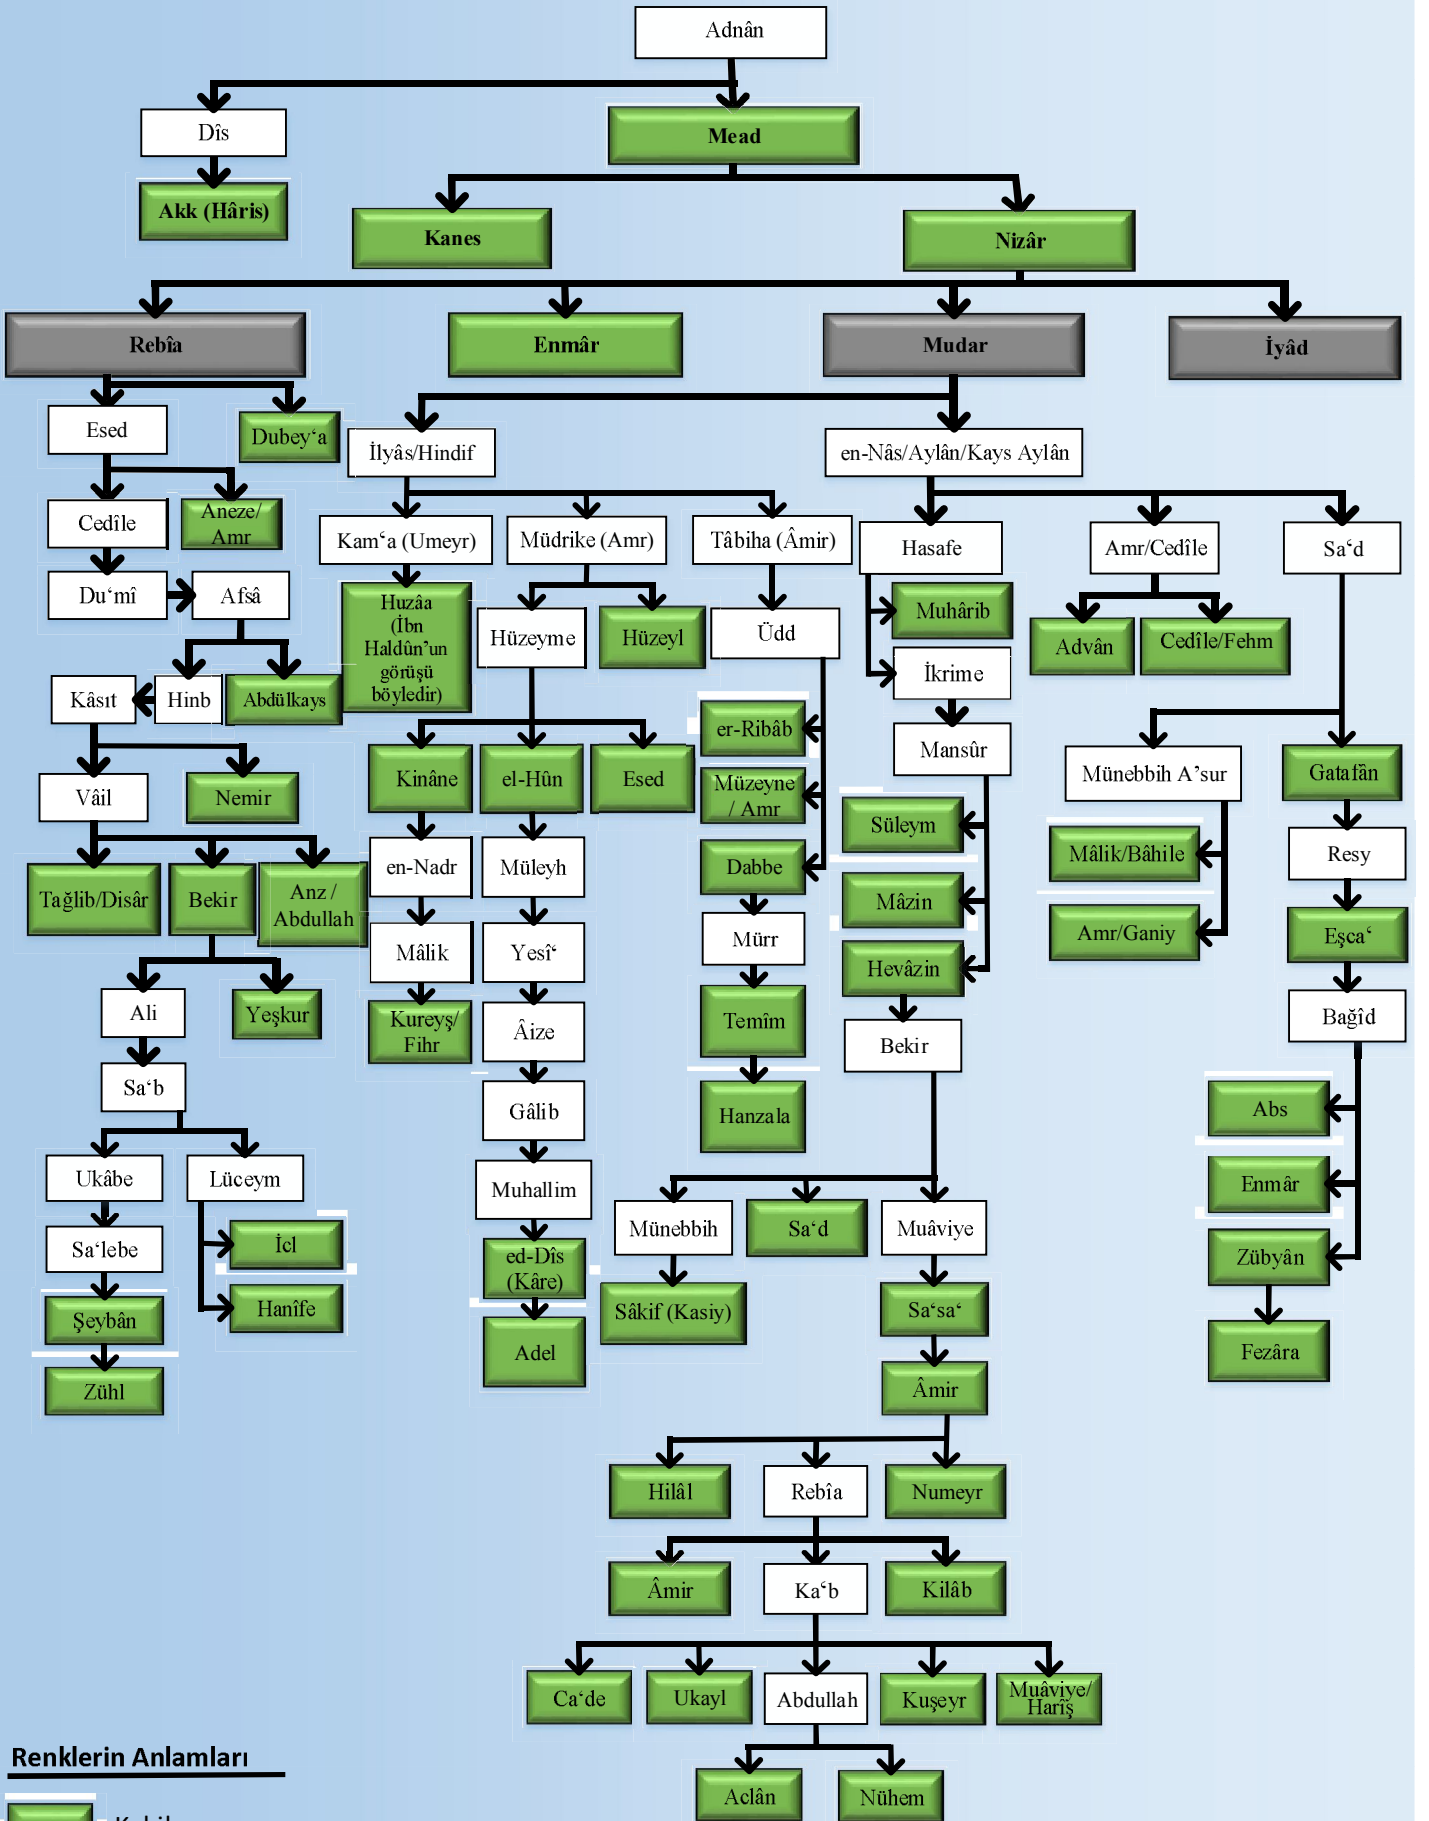 Adnân
Dîs
Mead
Akk (Hâris)
Kanes
Nizâr
Rebîa
Enmâr
Mudar
İyâd
Esed
Dubey‘a
İlyâs/Hindif
en-Nâs/Aylân/Kays Aylân
Cedîle
Aneze/
Amr
Kam‘a (Umeyr)
Müdrike (Amr)
Tâbiha (Âmir)
Hasafe
Amr/Cedîle
Sa‘d
Du‘mî
Afsâ
Huzâa
(İbn
Haldûn’un
görüşü
böyledir)
Hüzeyme
Hüzeyl
Üdd
Muhârib
Advân
Cedîle/Fehm
Kâsıt
Hinb
Abdülkays
İkrime
er-Ribâb
Mansûr
Vâil
Nemir
Kinâne
el-Hûn
Esed
Müzeyne
/ Amr
Münebbih A’sur
Gatafân
Süleym
Mâlik/Bâhile
Resy
Tağlib/Disâr
Bekir
Anz /
Abdullah
en-Nadr
Müleyh
Dabbe
Mâzin
Amr/Ganiy
Eşca‘
Mâlik
Yesî‘
Mürr
Hevâzin
Ali
Yeşkur
Kureyş/
Fihr
Âize
Temîm
Bekir
Bağîd
Sa‘b
Gâlib
Hanzala
Abs
Ukâbe
Lüceym
Muhallim
Enmâr
Sa‘lebe
İcl
ed-Dîs
(Kâre)
Münebbih
Sa‘d
Muâviye
Zübyân
Şeybân
Hanîfe
Adel
Sâkif (Kasiy)
Sa‘sa‘
Fezâra
Zühl
Âmir
Hilâl
Rebîa
Numeyr
Âmir
Ka‘b
Kilâb
Ca‘de
Ukayl
Abdullah
Kuşeyr
Muâviye/
Harîş
Aclân
Nühem
Renklerin Anlamları